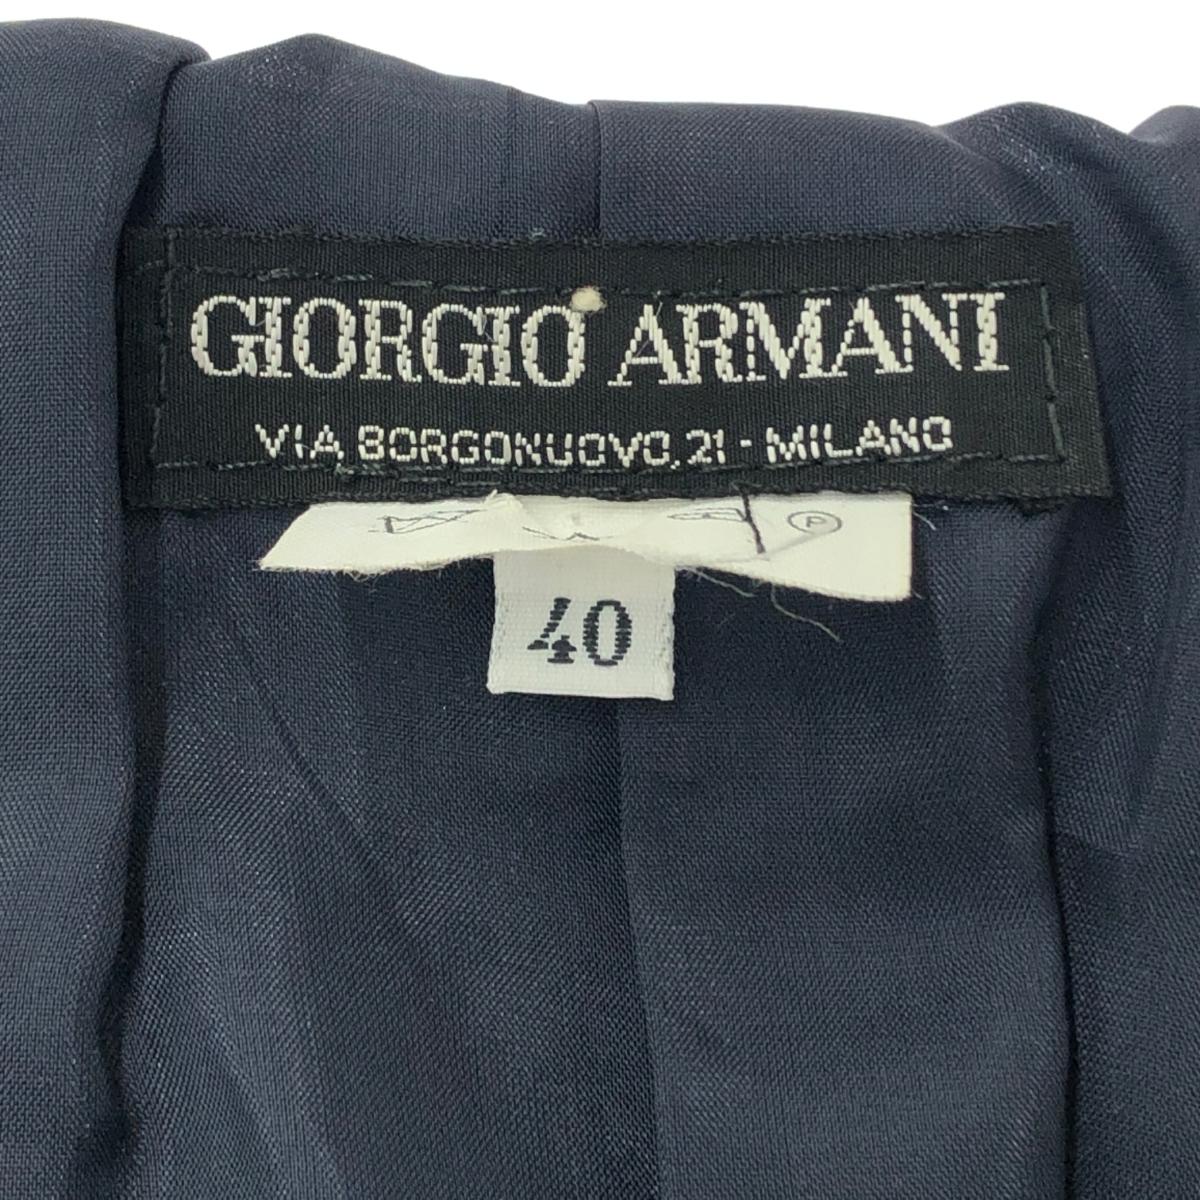 GIORGIO ARMANI
VIA BORGONUOVO, 21 - MILANO
P
40